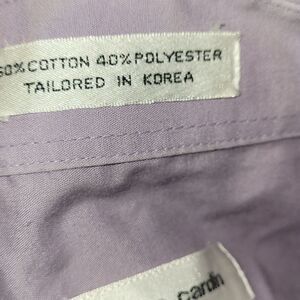 60% COTTON 40% POLYESTER
TAILORED IN KOREA
cardin